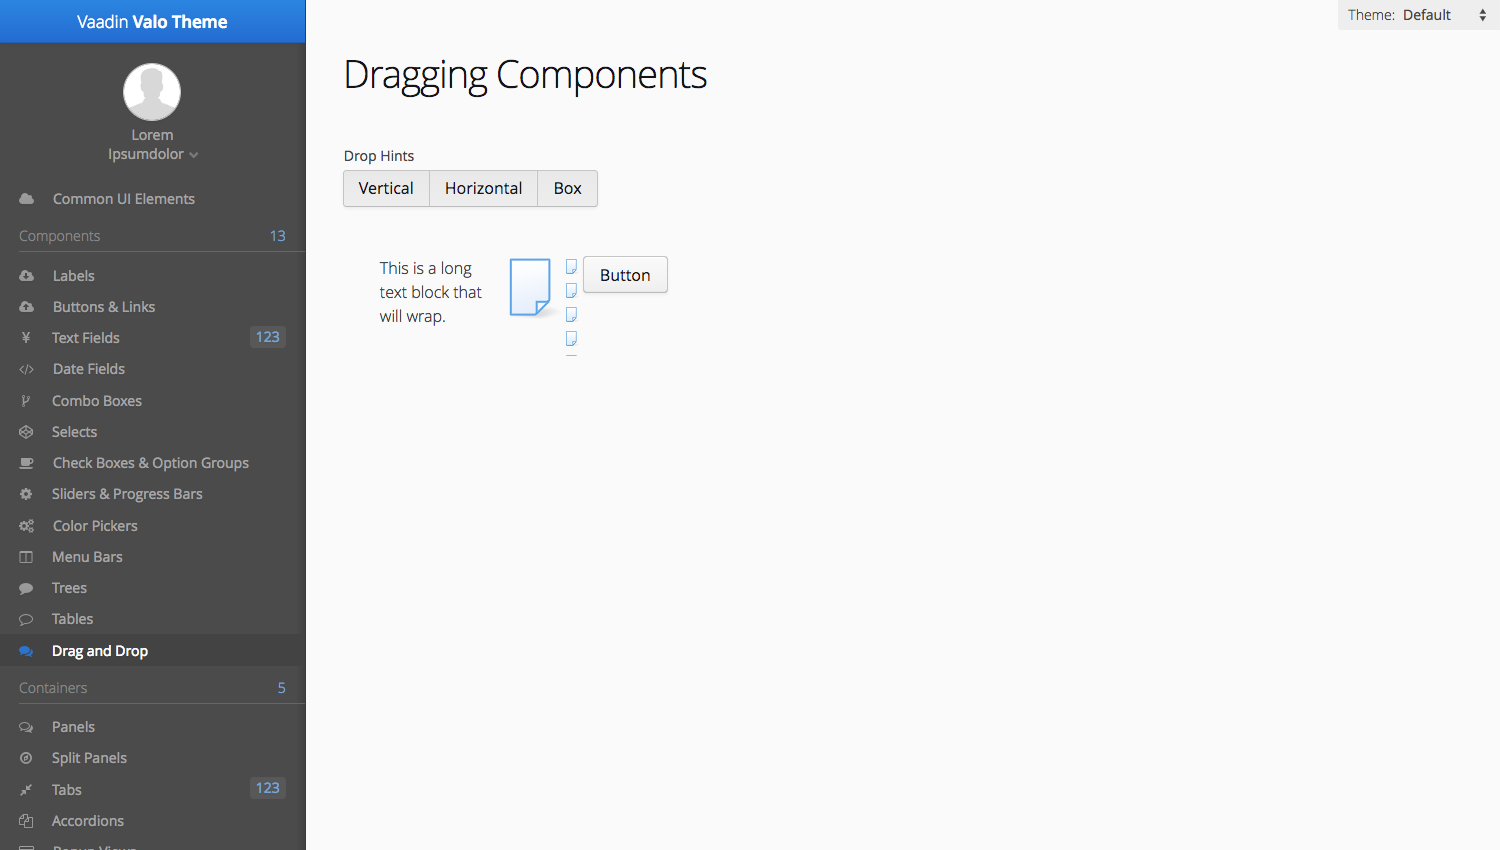 Vaadin Valo Theme
Lorem
Ipsumdolor
Common UI Elements
Components 13
Labels
Buttons & Links
Text Fields 123
Date Fields
Combo Boxes
Selects
Check Boxes & Option Groups
Sliders & Progress Bars
Color Pickers
Menu Bars
Trees
Tables
Drag and Drop
Containers 5
Panels
Split Panels
Tabs 123
Accordions
Popup Views
Theme: Default
Dragging Components
Drop Hints
Vertical Horizontal Box
This is a long
text block that
will wrap.
Button